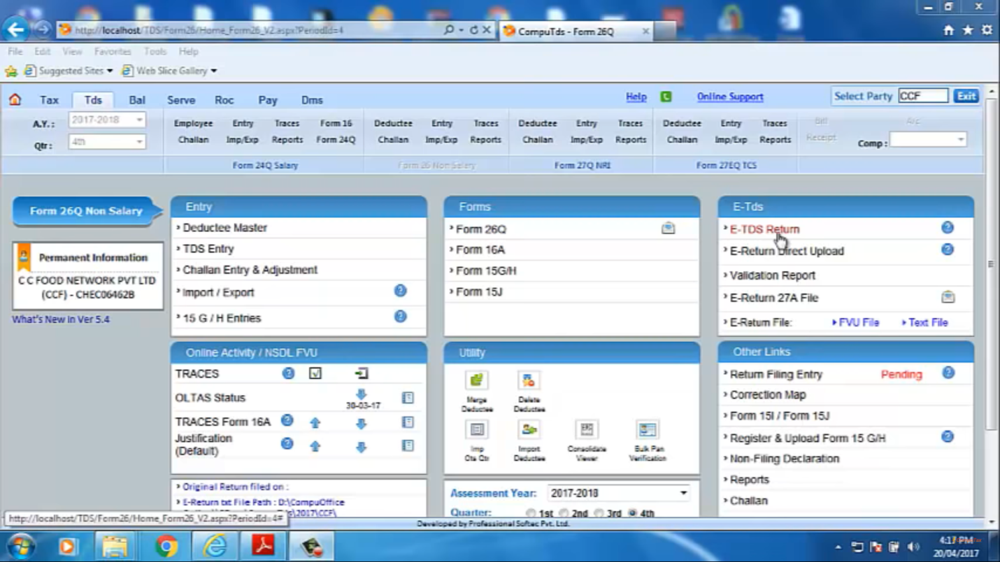 http://localhost/TDS/Form26/Home_Form26_V2.aspx?PeriodId=4
CompuTds - Form 26Q
File Edit View Favorites Tools Help
Suggested Sites Web Slice Gallery
Tax Tds Bal Serve Roc Pay Dms
Help Online Support
Select Party CCF Exit
A.Y.: 2017-2018
Qtr: 4th
Employee Entry Traces Form 16
Challan Imp/Exp Reports Form 24Q
Form 24Q Salary
Deductee Entry Traces
Challan Imp/Exp Reports
Form 26 Non Salary
Deductee Entry Traces
Challan Imp/Exp Reports
Form 27Q NRI
Deductee Entry Traces
Challan Imp/Exp Reports
Form 27EQ TCS
Bill
Receipt
Comp:
Form 26Q Non Salary
Permanent Information
C C FOOD NETWORK PVT LTD
(CCF) - CHEC06462B
What's New In Ver 5.4
Entry
Deductee Master
TDS Entry
Challan Entry & Adjustment
Import / Export
15 G / H Entries
Forms
Form 26Q
Form 16A
Form 15G/H
Form 15J
E-Tds
E-TDS Return
E-Return Direct Upload
Validation Report
E-Return 27A File
E-Return File: FVU File Text File
Online Activity / NSDL FVU
TRACES
OLTAS Status
30-03-17
TRACES Form 16A
Justification
(Default)
Utility
Merge
Deductee
Delete
Deductee
Imp
Ots Qtr
Import
Deductee
Consolidate
Viewer
Bulk Pan
Verification
Other Links
Return Filing Entry Pending
Correction Map
Form 15I / Form 15J
Register & Upload Form 15 G/H
Non-Filing Declaration
Reports
Challan
Original Return filed on :
E-Return txt File Path : D:\CompuOffice
Assessment Year: 2017-2018
Quarter: 1st 2nd 3rd 4th
http://localhost/TDS/Form26/Home_Form26_V2.aspx?PeriodId=4#
Developed by Professional Softec Pvt. Ltd.
4:17 PM
20/04/2017